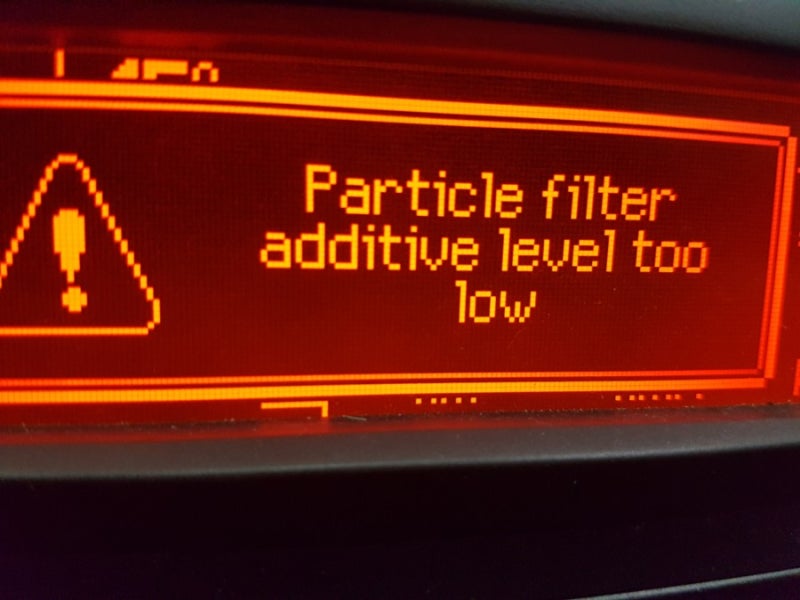 Particle filter
additive level too
low